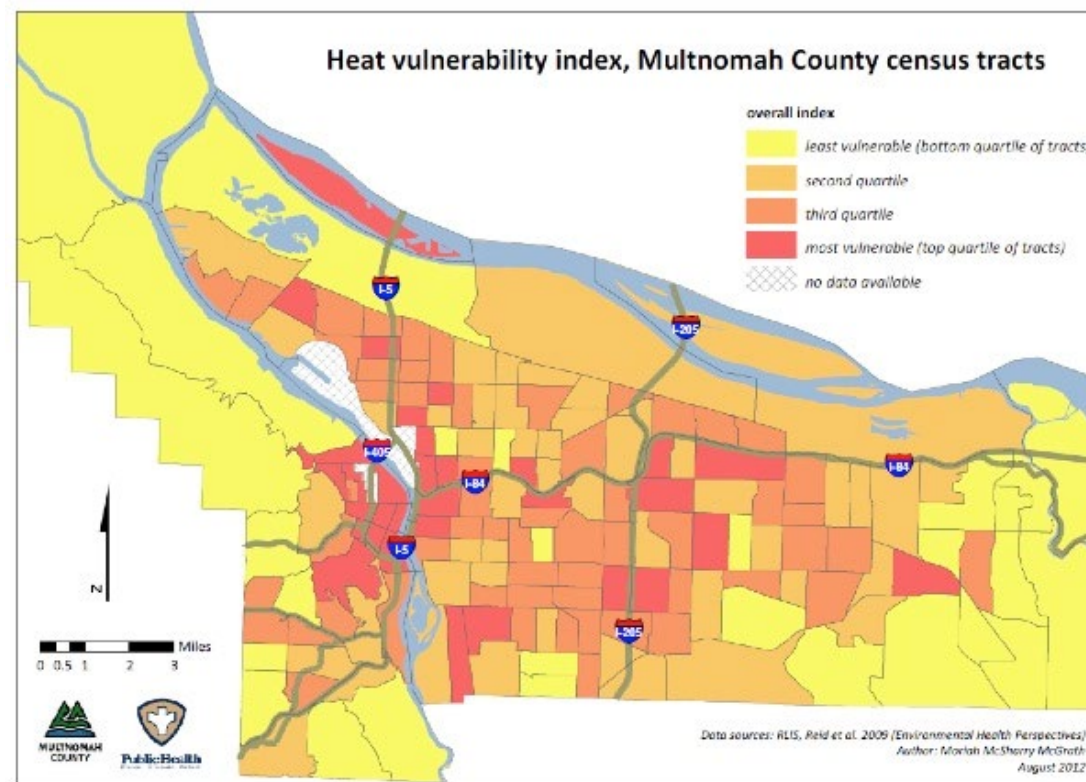 Heat vulnerability index, Multnomah County census tracts
overall index
least vulnerable (bottom quartile of tracts
second quartile
third quartile
most vulnerable (top quartile of tracts)
no data available
I-5
I-205
I-405
I-84
I-84
I-5
I-205
N
Miles
0 0.5 1 2 3
MULTNOMAH
COUNTY
PublicHealth
Data sources: RLIS, Reid et al. 2009 (Environmental Health Perspectives)
Author: Moriah McSharry McGrath
August 2012